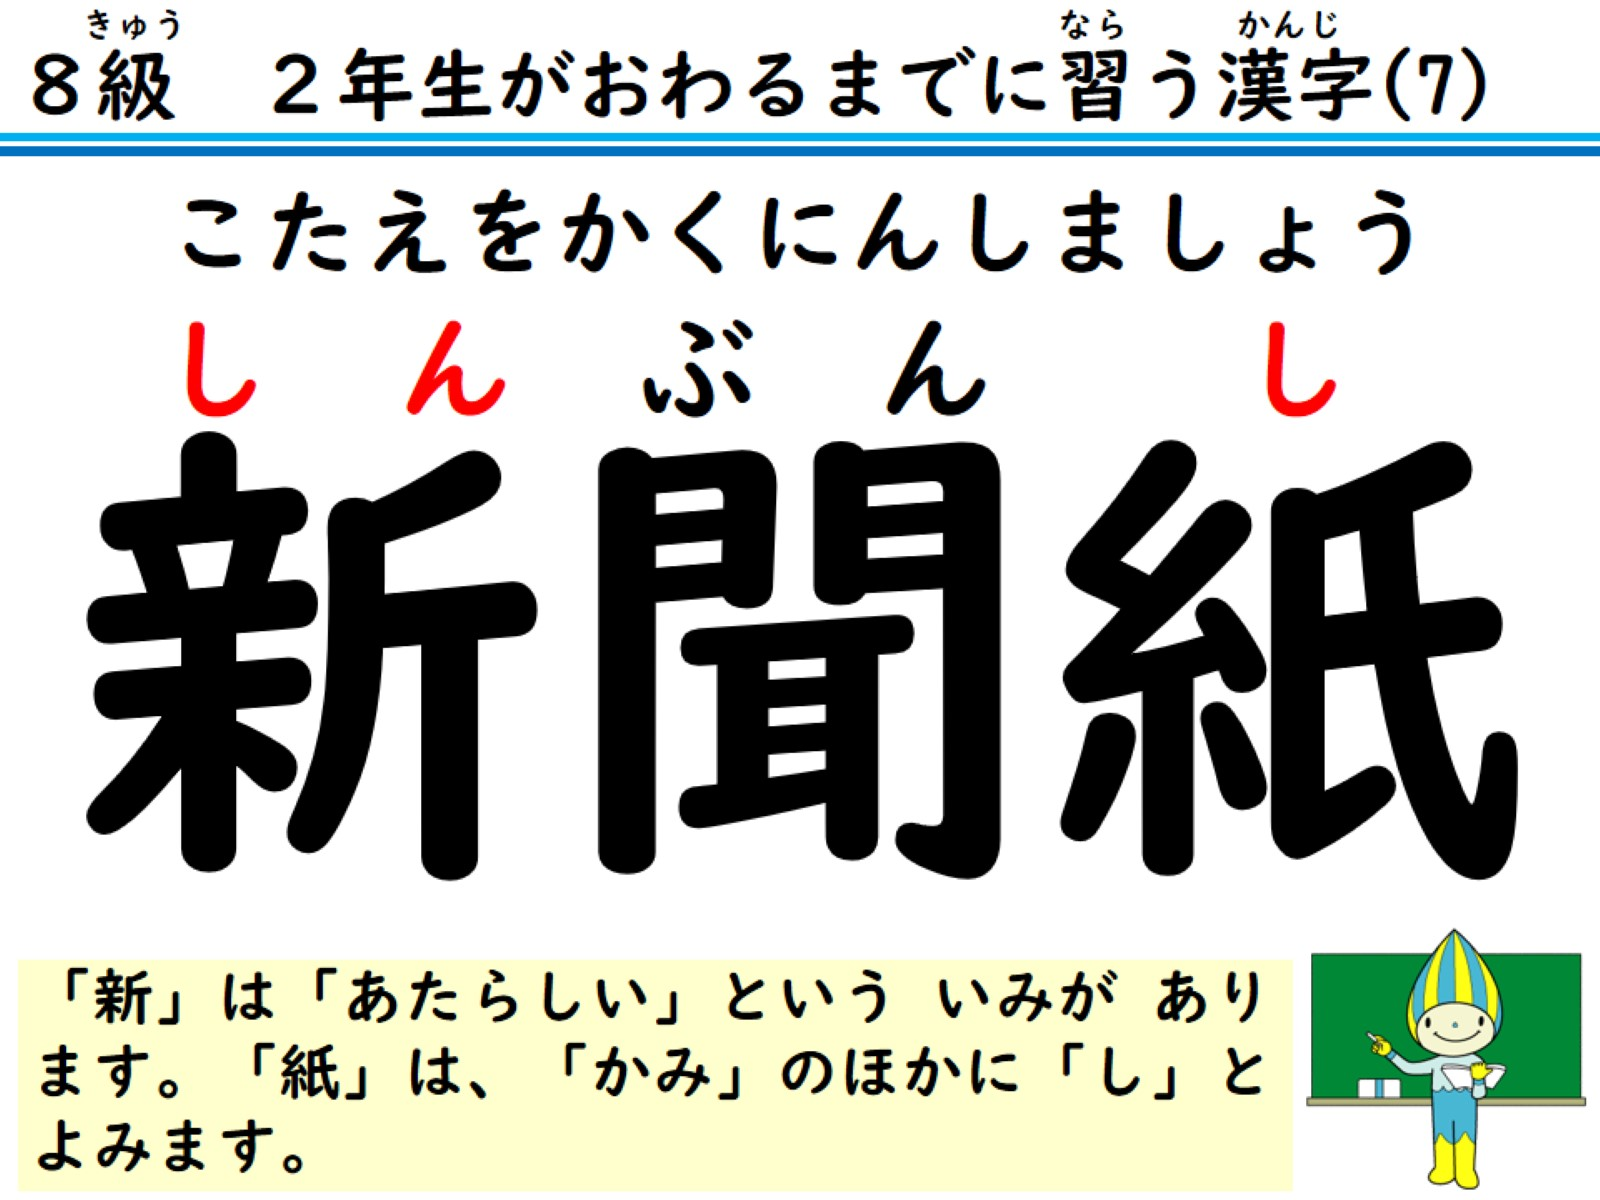 きゅう　なら　かんじ
８級　２年生がおわるまでに習う漢字(7)
こたえをかくにんしましょう
しんぶんし
新聞紙
「新」は「あたらしい」という　いみが　あり
ます。「紙」は、「かみ」のほかに「し」と
よみます。